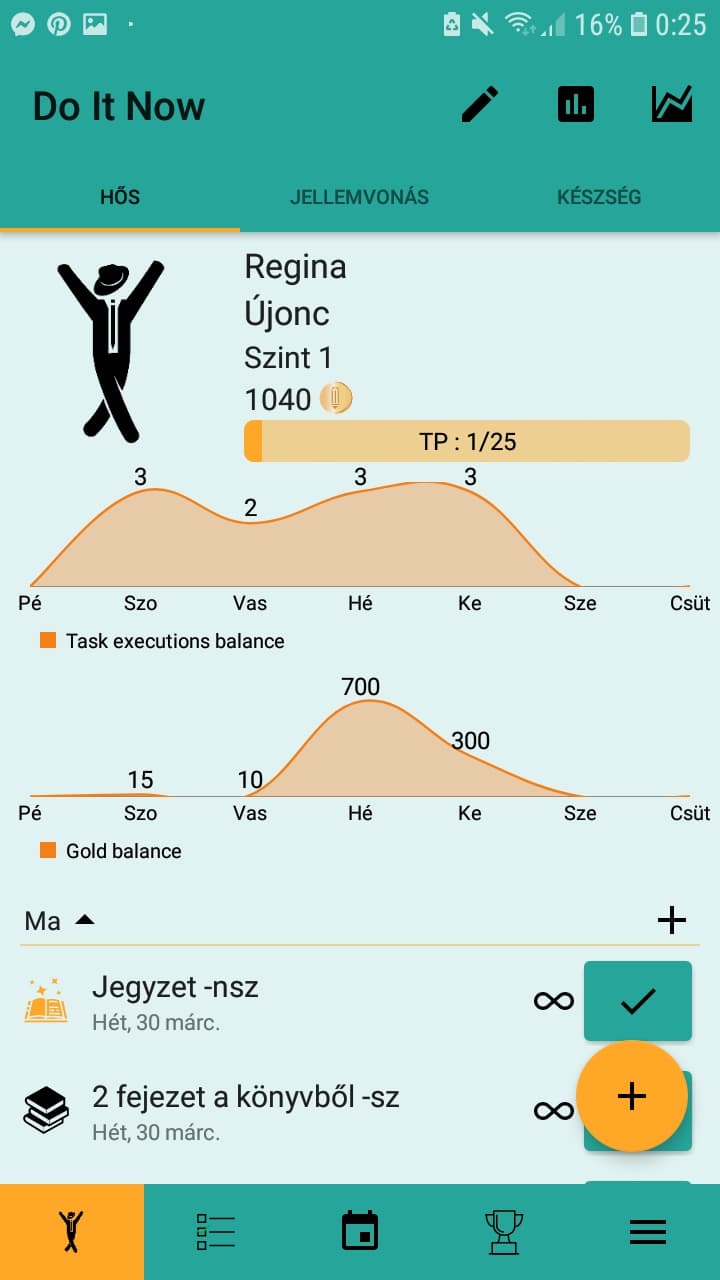 16% 0:25
Do It Now
HŐS JELLEMVONÁS KÉSZSÉG
Regina
Újonc
Szint 1
1040
TP : 1/25
3 2 3 3
Pé Szo Vas Hé Ke Sze Csüt
Task executions balance
15 10 700 300
Pé Szo Vas Hé Ke Sze Csüt
Gold balance
Ma
Jegyzet -nsz
Hét, 30 márc.
2 fejezet a könyvből -sz
Hét, 30 márc.